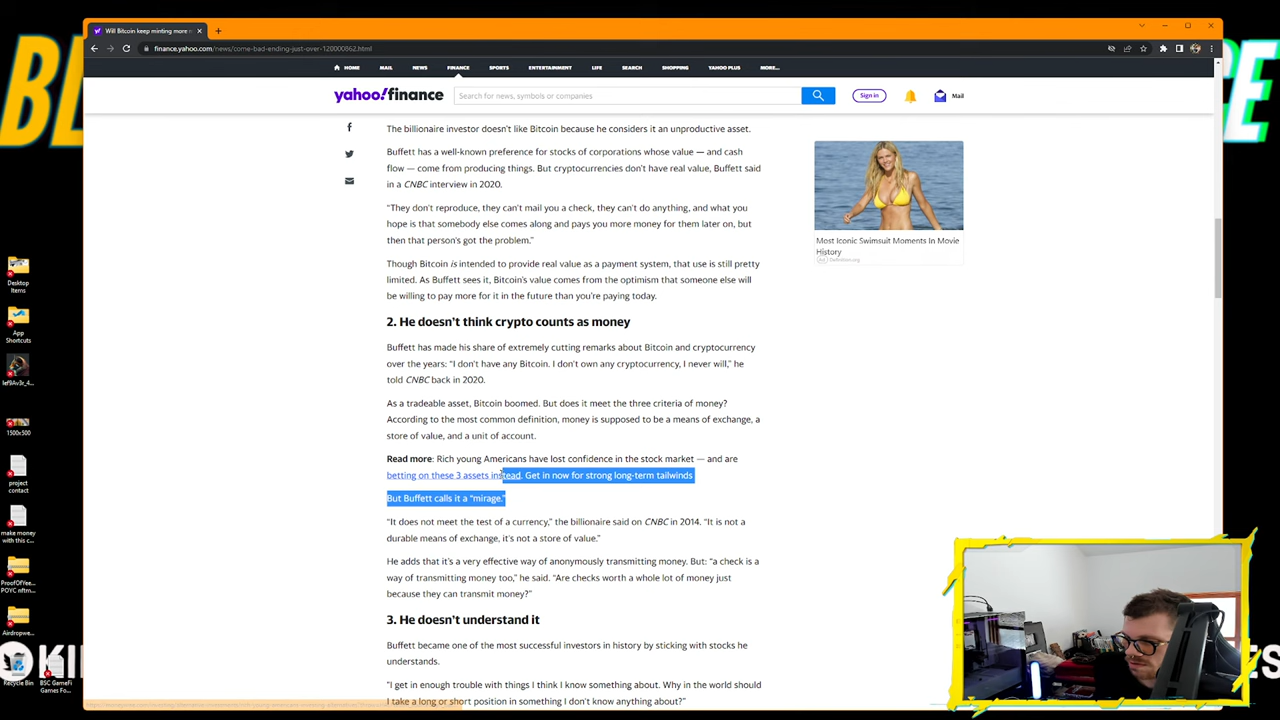 Will Bitcoin keep minting more
finance.yahoo.com/news/come-bad-ending-just-over-120000862.html
HOME MAIL NEWS FINANCE SPORTS ENTERTAINMENT LIFE SEARCH SHOPPING YAHOO PLUS MORE...
yahoo!finance
Search for news, symbols or companies
Sign in
Mail
The billionaire investor doesn't like Bitcoin because he considers it an unproductive asset.
Buffett has a well-known preference for stocks of corporations whose value — and cash
flow — come from producing things. But cryptocurrencies don't have real value, Buffett said
in a CNBC interview in 2020.
“They don't reproduce, they can't mail you a check, they can't do anything, and what you
hope is that somebody else comes along and pays you more money for them later on, but
then that person's got the problem.”
Though Bitcoin is intended to provide real value as a payment system, that use is still pretty
limited. As Buffett sees it, Bitcoin's value comes from the optimism that someone else will
be willing to pay more for it in the future than you're paying today.
2. He doesn't think crypto counts as money
Buffett has made his share of extremely cutting remarks about Bitcoin and cryptocurrency
over the years: “I don't have any Bitcoin. I don't own any cryptocurrency, I never will,” he
told CNBC back in 2020.
As a tradeable asset, Bitcoin boomed. But does it meet the three criteria of money?
According to the most common definition, money is supposed to be a means of exchange, a
store of value, and a unit of account.
Read more: Rich young Americans have lost confidence in the stock market — and are
betting on these 3 assets instead. Get in now for strong long-term tailwinds
But Buffett calls it a “mirage.”
“It does not meet the test of a currency,” the billionaire said on CNBC in 2014. “It is not a
durable means of exchange, it's not a store of value.”
He adds that it's a very effective way of anonymously transmitting money. But: “a check is a
way of transmitting money too,” he said. “Are checks worth a whole lot of money just
because they can transmit money?”
3. He doesn't understand it
Buffett became one of the most successful investors in history by sticking with stocks he
understands.
“I get in enough trouble with things I think I know something about. Why in the world should
I take a long or short position in something I don't know anything about?”
Most Iconic Swimsuit Moments In Movie
History
Ad Definition.org
Desktop
Items
App
Shortcuts
1500x500
project
contact
make money
with this c...
ProofOfYee...
POYC nftm...
Airdropwe...
Recycle Bin
BSC GameFi
Games Fo...